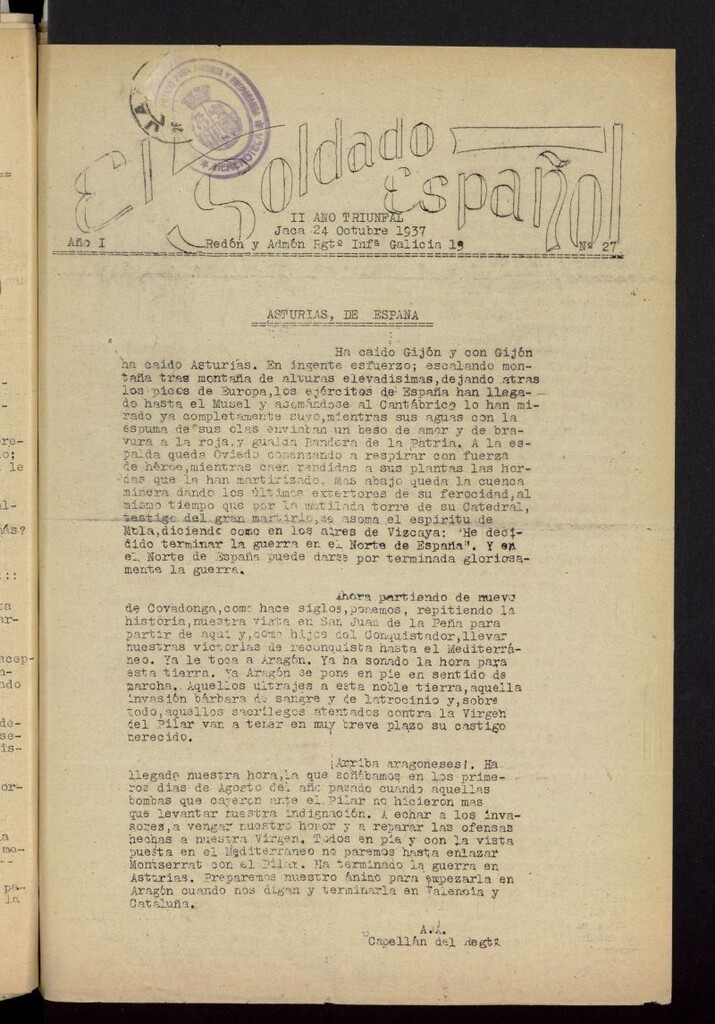 El Soldado Español
II AÑO TRIUNFAL
Jaca 24 Octubre 1937
Año I Redón y Admón Rgtº Infª Galicia 19 Nº 27
ASTURIAS, DE ESPAÑA
Ha caido Gijón y con Gijón
ha caido Asturias. En ingente esfuerzo; escalando mon-
taña tras montaña de alturas elevadisimas,dejando atras
los picos de Europa,los ejércitos de España han llega-
do hasta el Musel y asomándose al Cantábrico lo han mi-
rado ya completamente suyo,mientras sus aguas con la
espuma de sus olas envinban un beso de amor y de bra-
vura a la roja,y gualda Bandera de la Patria. A la es-
palda queda Oviedo comenzando a respirar con fuerza
de héroe,mientras caen rendidas a sus plantas las hor-
das que la han martirizado. Mas abajo queda la cuenca
minera dando los últimos extertores de su ferocidad,al
mismo tiempo que por la mutilada torre de su Catedral,
testigo del gran martirio,se asoma el espiritu de
Mola,diciendo como en los aires de Vizcaya: "He deci-
dido terminar la guerra en el Norte de España". Y en
el Norte de España puede darse por terminada gloriosa-
mente la guerra.
Ahora partiendo de nuevo
de Covadonga,como hace siglos,ponemos, repitiendo la
história,nuestra vista en San Juan de la Peña para
partir de aquí y,como hijos del Conquistador,llevar
nuestras victorias de reconquista hasta el Mediterrá-
neo. Ya le toca a Aragón. Ya ha sonado la hora para
esta tierra. Ya Aragón se pone en pie en sentido de
marcha. Aquellos ultrajes a esta noble tierra,aquella
invasión bárbara de sangre y de latrocinio y,sobre
todo,aquellos sacrílegos atentados contra la Virgen
del Pilar van a tener en muy breve plazo su castigo
merecido.
¡Arriba aragoneses!. Ha
llegado nuestra hora,la que soñábamos en los prime-
ros dias de Agosto del año pasado cuando aquellas
bombas que cayeron ante el Pilar no hicieron mas
que levantar nuestra indignación. A echar a los inva-
sores,a vengar nuestro honor y a reparar las ofensas
hechas a nuestra Virgen. Todos en pie y con la vista
puesta en el Mediterráneo no paremos hasta enlazar
Montserrat con el Pilar. Ha terminado la guerra en
Asturias. Preparemos nuestro ánimo para empezarla en
Aragón cuando nos digan y terminarla en Valencia y
Cataluña.
A.A.
Capellán del Regtº